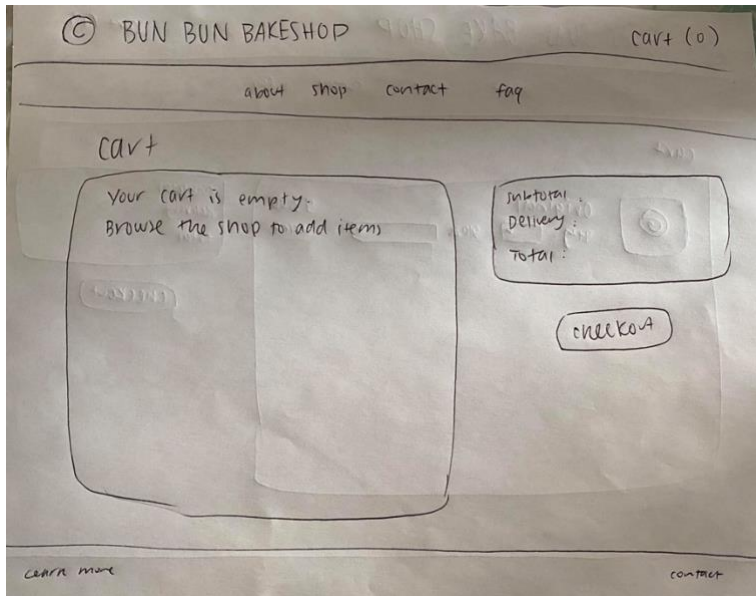 © BUN BUN BAKESHOP
cart (0)
about shop contact faq
cart
Your cart is empty.
Browse the shop to add items
subtotal :
Delivery :
Total :
checkout
learn more
contact